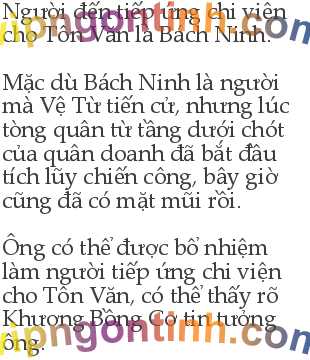 Người đến tiếp ứng chi viện
cho Tôn Văn là Bách Ninh.
Mặc dù Bách Ninh là người
mà Vệ Từ tiến cử, nhưng lúc
tòng quân từ tầng dưới chót
của quân doanh đã bắt đầu
tích lũy chiến công, bây giờ
cũng đã có mặt mũi rồi.
Ông có thể được bổ nhiệm
làm người tiếp ứng chi viện
cho Tôn Văn, có thể thấy rõ
Khương Bồng Cơ tin tưởng
ông.
vipngontinh.com
vipngontinh.com